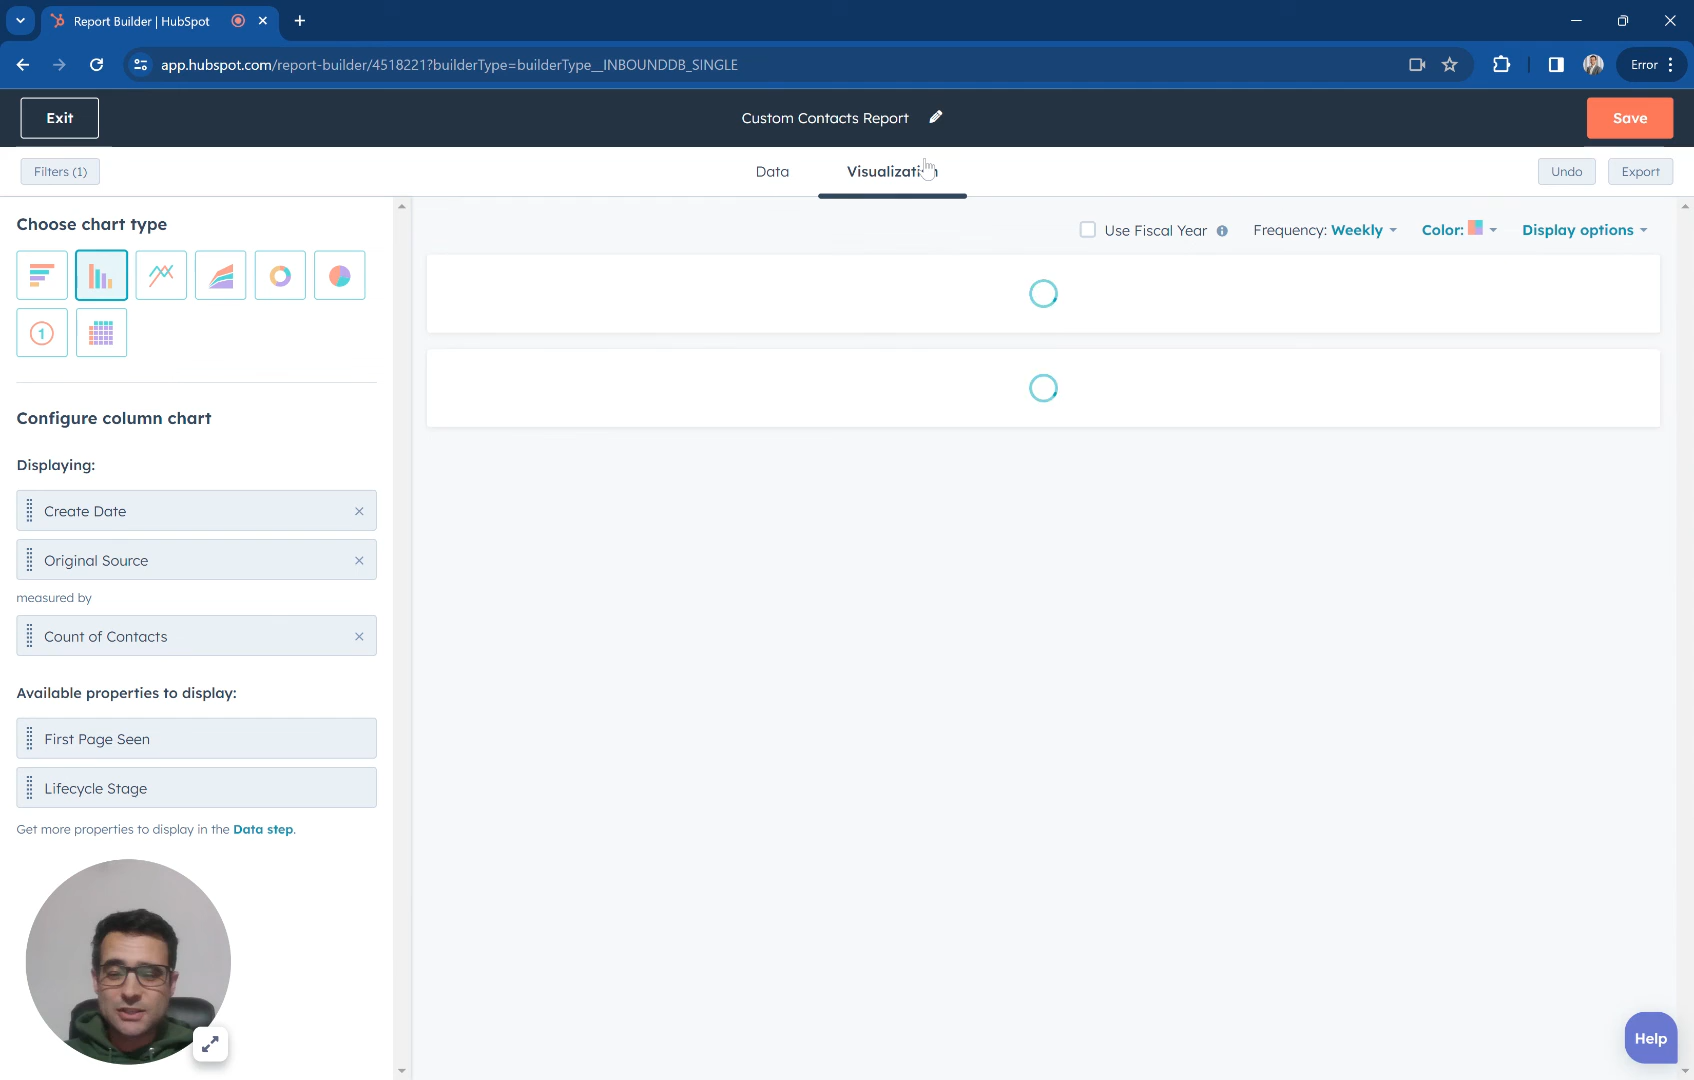 Report Builder | HubSpot
app.hubspot.com/report-builder/4518221?builderType=builderType__INBOUNDDB_SINGLE
Error
Exit
Custom Contacts Report
Save
Filters (1)
Data
Visualization
Undo
Export
Choose chart type
Use Fiscal Year
Frequency: Weekly
Color:
Display options
1
Configure column chart
Displaying:
Create Date
Original Source
measured by
Count of Contacts
Available properties to display:
First Page Seen
Lifecycle Stage
Get more properties to display in the Data step.
Help